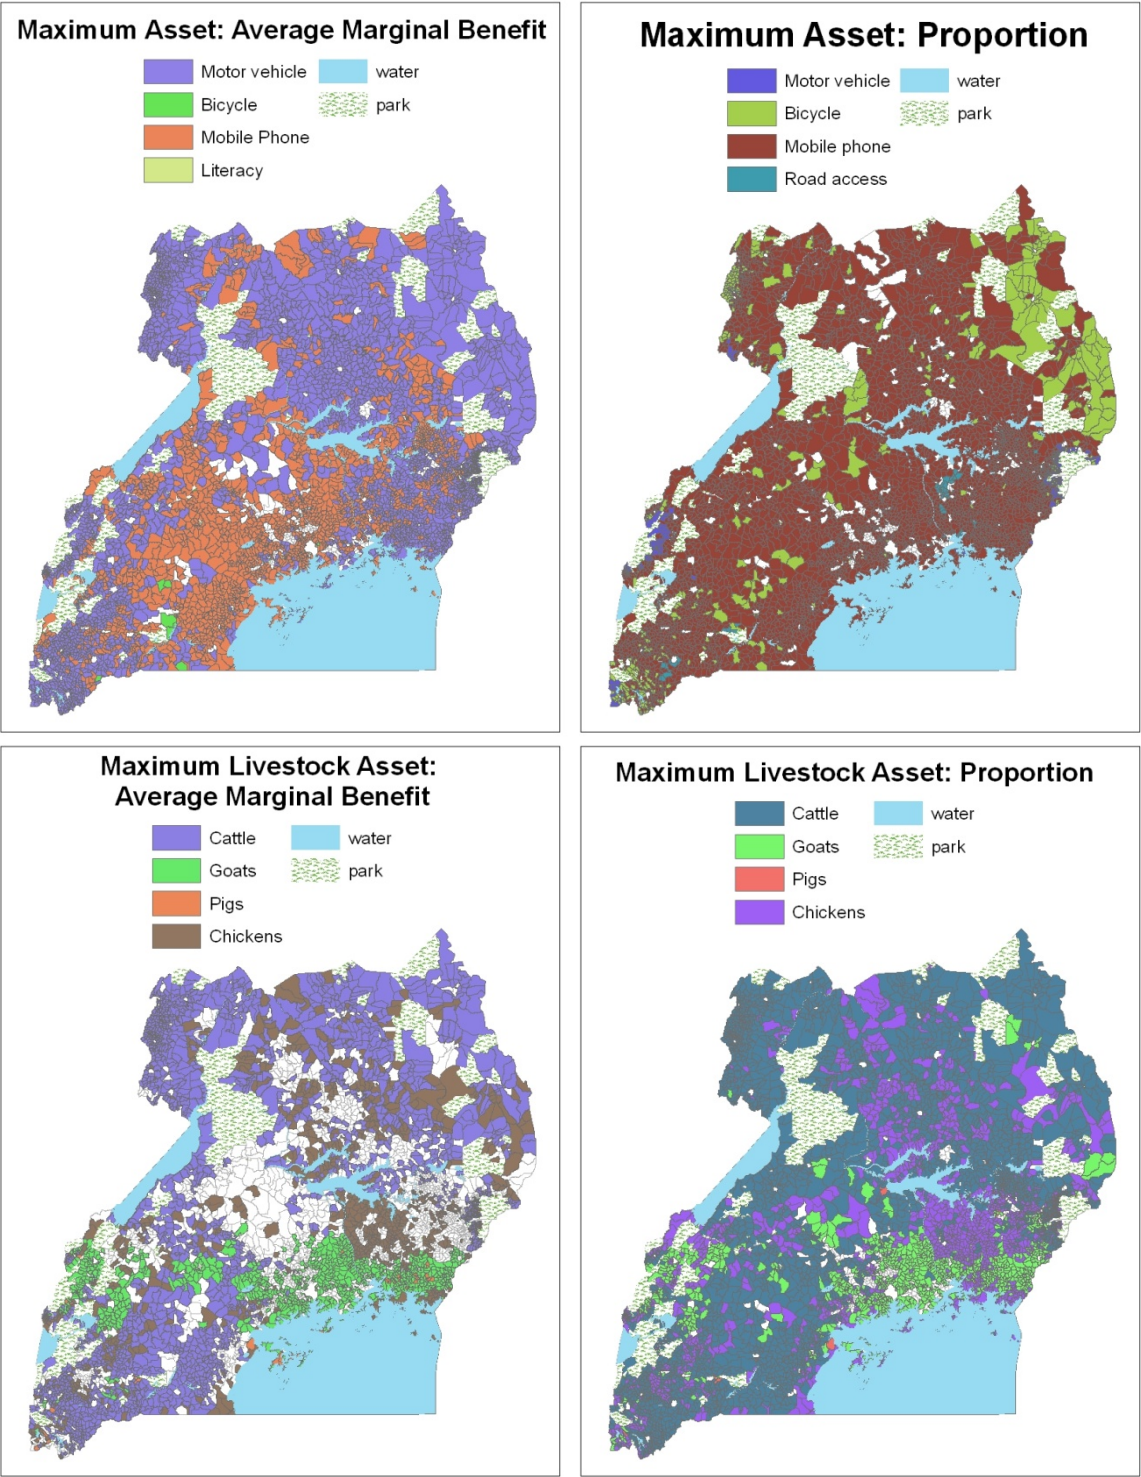 Maximum Asset: Average Marginal Benefit
Motor vehicle water
Bicycle park
Mobile Phone
Literacy
Maximum Asset: Proportion
Motor vehicle water
Bicycle park
Mobile phone
Road access
Maximum Livestock Asset:
Average Marginal Benefit
Cattle water
Goats park
Pigs
Chickens
Maximum Livestock Asset: Proportion
Cattle water
Goats park
Pigs
Chickens